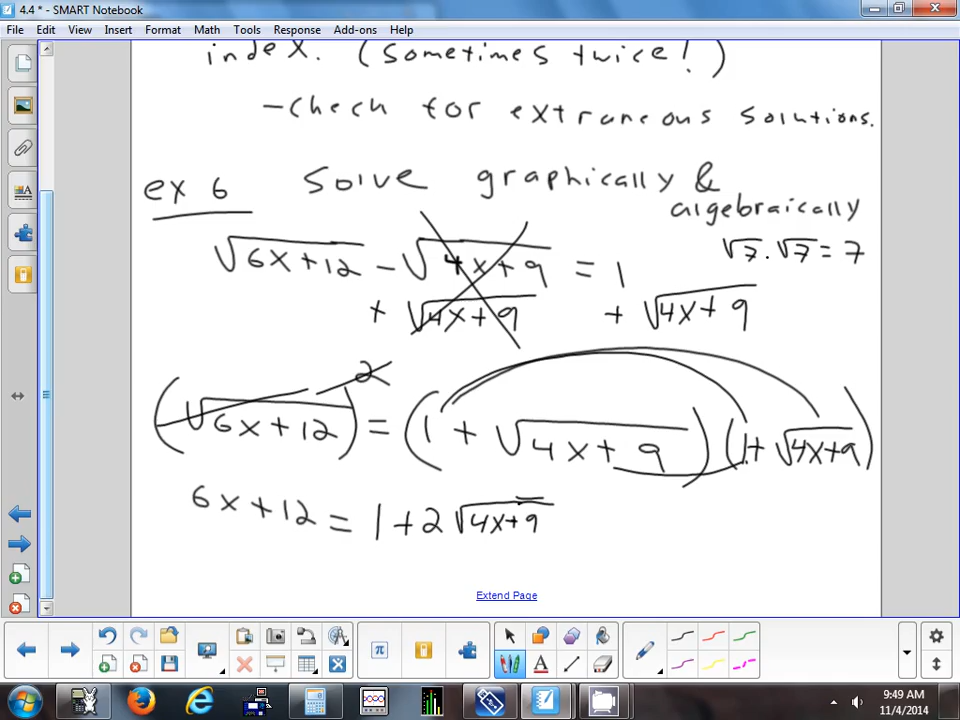 4.4 * - SMART Notebook
File Edit View Insert Format Math Tools Response Add-ons Help
index. (sometimes twice!)
- check for extraneous solutions.
ex 6 Solve graphically &
algebraically
√6x+12 - √4x+9 = 1
√7 . √7 = 7
+ √4x+9 + √4x+9
(√6x+12)² = (1 + √4x+9)(1+ √4x+9)
6x+12 = 1+2√4x+9
Extend Page
9:49 AM
11/4/2014